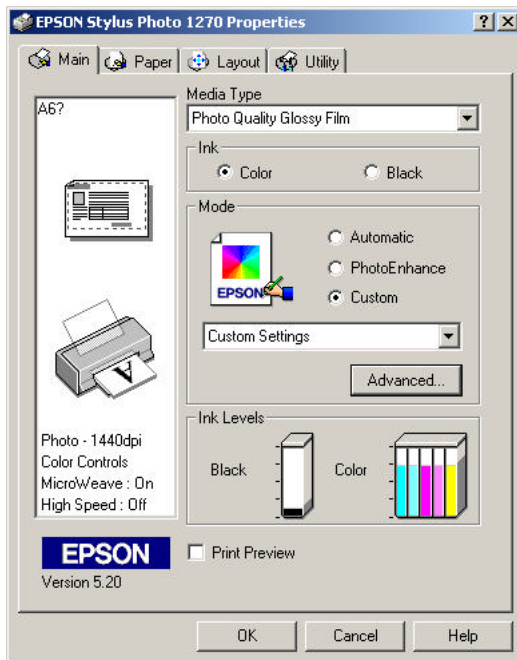 EPSON Stylus Photo 1270 Properties
Main
Paper
Layout
Utility
A6?
Media Type
Photo Quality Glossy Film
Ink
Color
Black
Mode
EPSON
Automatic
PhotoEnhance
Custom
Custom Settings
Advanced...
Ink Levels
Black
Color
A
Photo - 1440dpi
Color Controls
MicroWeave : On
High Speed : Off
EPSON
Version 5.20
Print Preview
OK
Cancel
Help